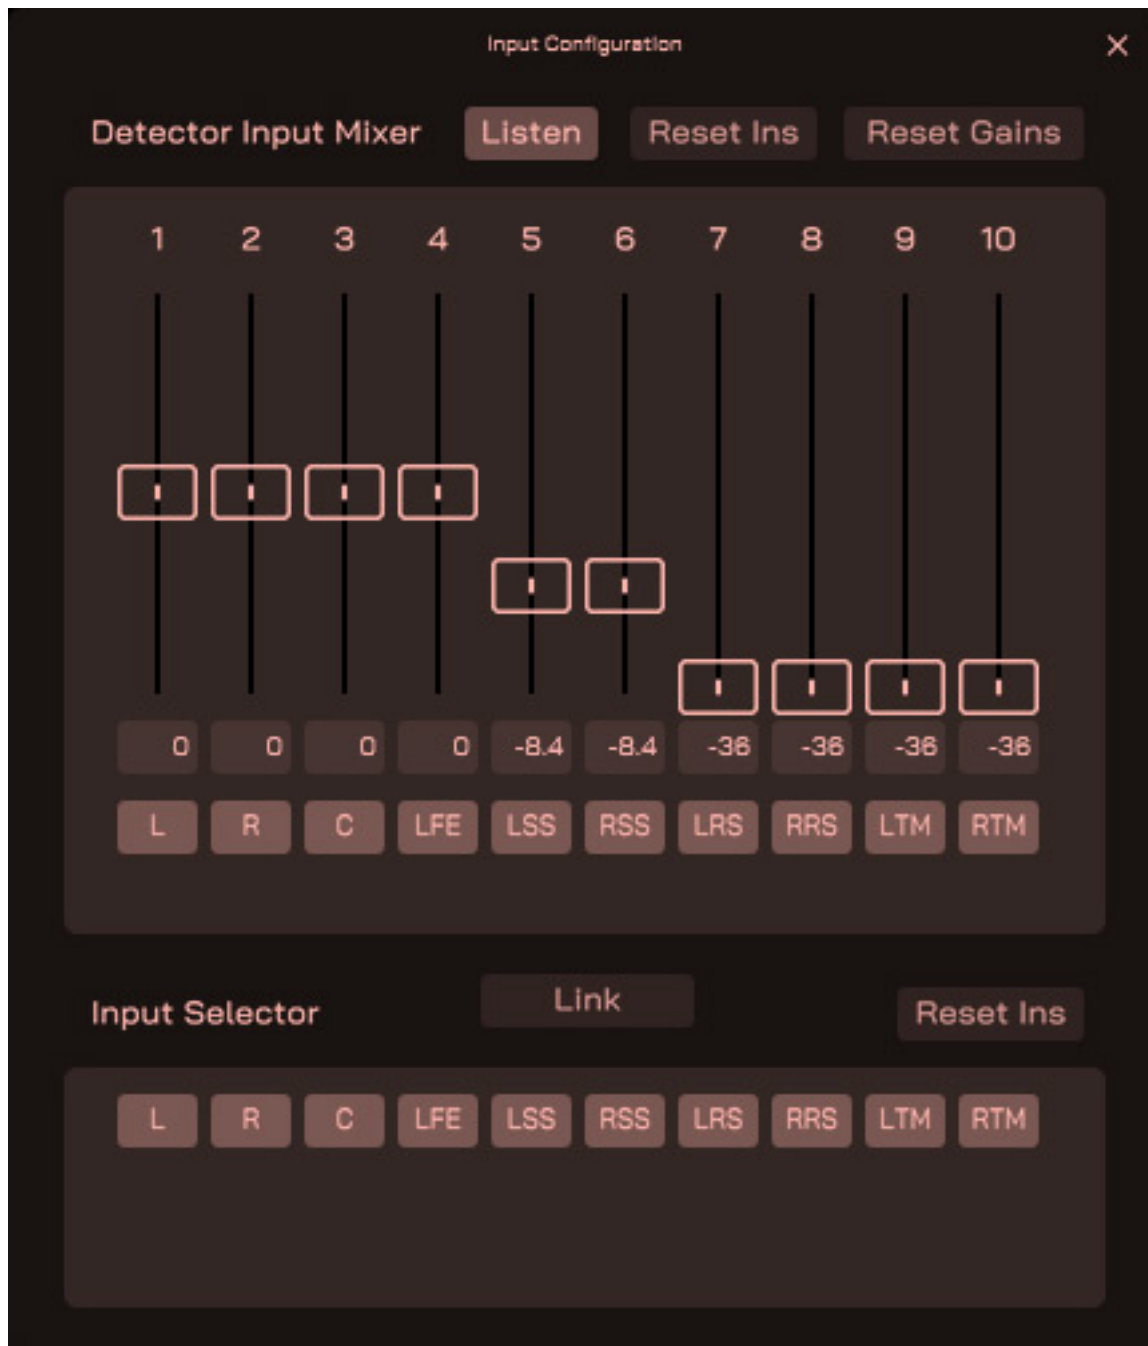 Input Configuration
Detector Input Mixer Listen Reset Ins Reset Gains
1 2 3 4 5 6 7 8 9 10
0 0 0 0 -8.4 -8.4 -36 -36 -36 -36
L R C LFE LSS RSS LRS RRS LTM RTM
Input Selector Link Reset Ins
L R C LFE LSS RSS LRS RRS LTM RTM